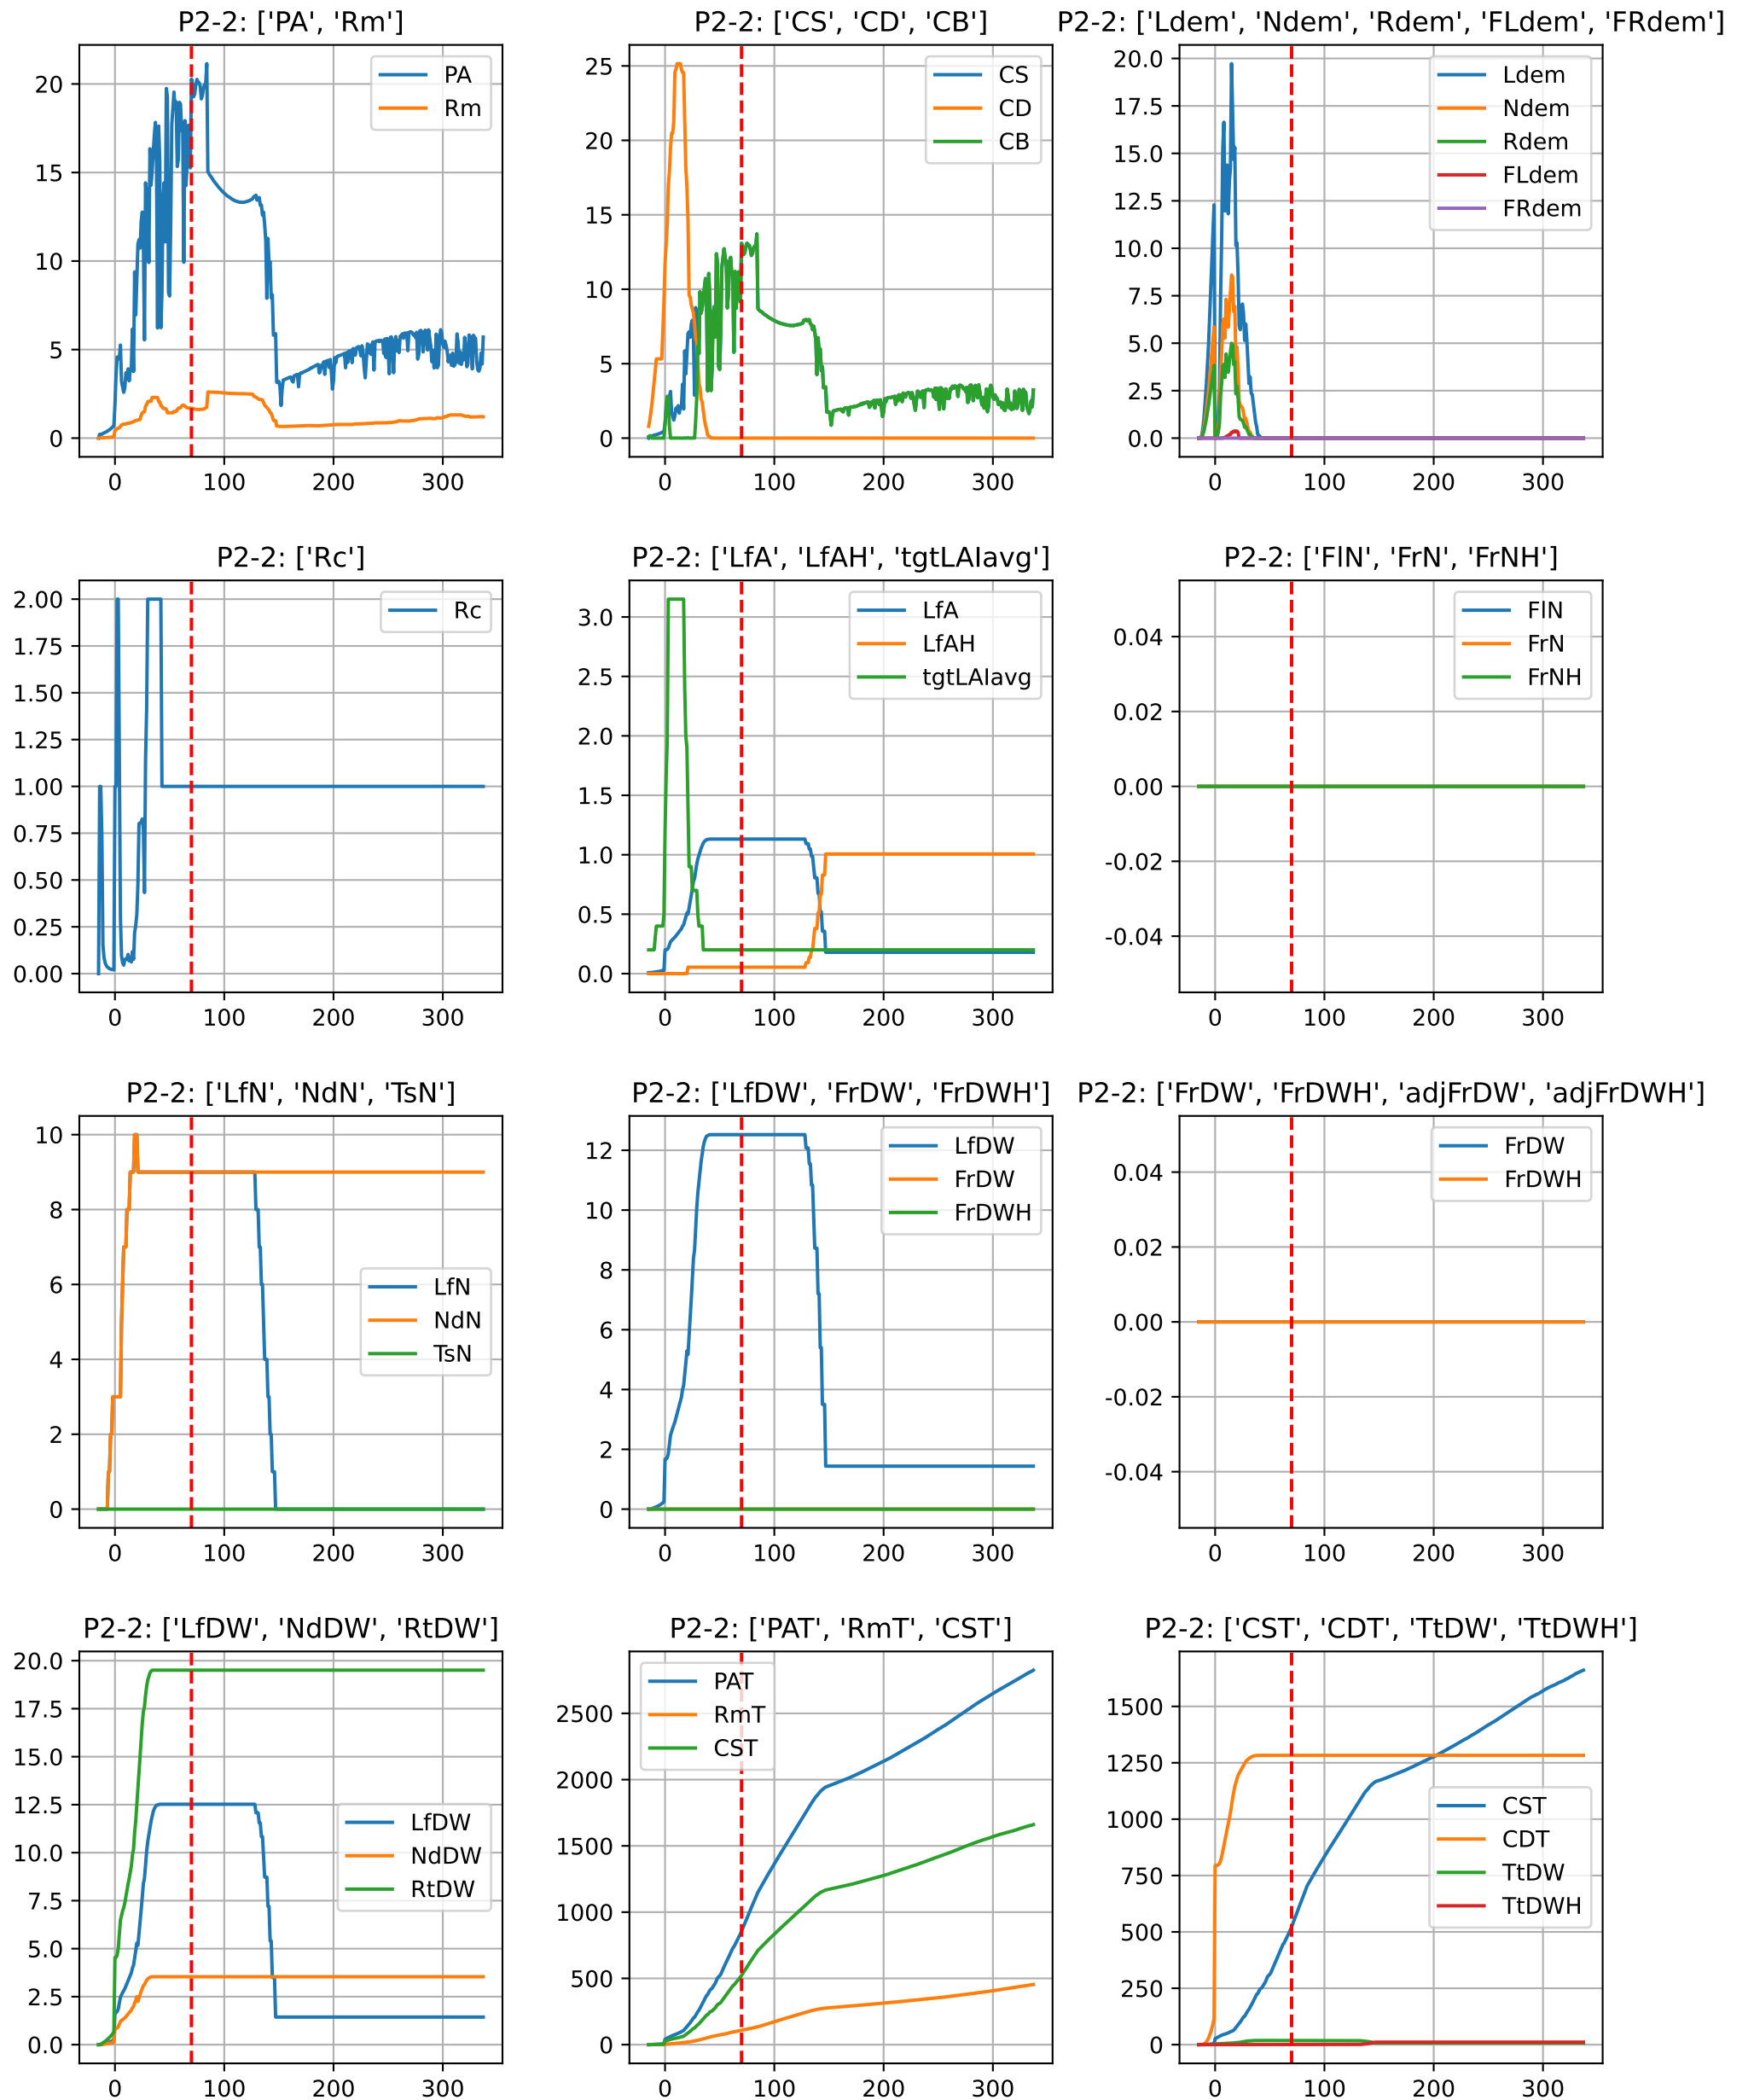 P2-2: ['PA', 'Rm']
20
15
10
5
0
0 100 200 300
PA
Rm
P2-2: ['CS', 'CD', 'CB']
25
20
15
10
5
0
0 100 200 300
CS
CD
CB
P2-2: ['Ldem', 'Ndem', 'Rdem', 'FLdem', 'FRdem']
20.0
17.5
15.0
12.5
10.0
7.5
5.0
2.5
0.0
0 100 200 300
Ldem
Ndem
Rdem
FLdem
FRdem
P2-2: ['Rc']
2.00
1.75
1.50
1.25
1.00
0.75
0.50
0.25
0.00
0 100 200 300
Rc
P2-2: ['LfA', 'LfAH', 'tgtLAIavg']
3.0
2.5
2.0
1.5
1.0
0.5
0.0
0 100 200 300
LfA
LfAH
tgtLAIavg
P2-2: ['FlN', 'FrN', 'FrNH']
0.04
0.02
0.00
-0.02
-0.04
0 100 200 300
FlN
FrN
FrNH
P2-2: ['LfN', 'NdN', 'TsN']
10
8
6
4
2
0
0 100 200 300
LfN
NdN
TsN
P2-2: ['LfDW', 'FrDW', 'FrDWH']
12
10
8
6
4
2
0
0 100 200 300
LfDW
FrDW
FrDWH
P2-2: ['FrDW', 'FrDWH', 'adjFrDW', 'adjFrDWH']
0.04
0.02
0.00
-0.02
-0.04
0 100 200 300
FrDW
FrDWH
P2-2: ['LfDW', 'NdDW', 'RtDW']
20.0
17.5
15.0
12.5
10.0
7.5
5.0
2.5
0.0
0 100 200 300
LfDW
NdDW
RtDW
P2-2: ['PAT', 'RmT', 'CST']
2500
2000
1500
1000
500
0
0 100 200 300
PAT
RmT
CST
P2-2: ['CST', 'CDT', 'TtDW', 'TtDWH']
1500
1250
1000
750
500
250
0
0 100 200 300
CST
CDT
TtDW
TtDWH